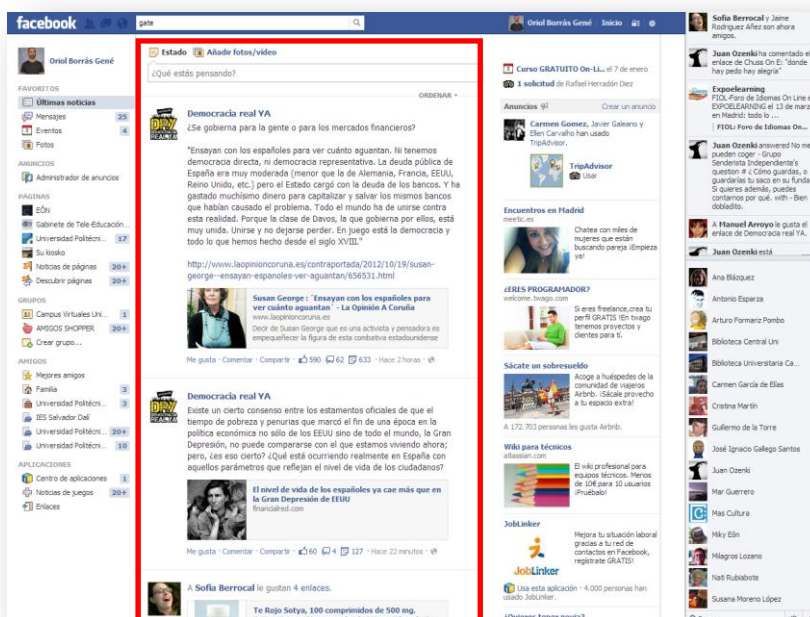 facebook
gate
Oriol Borrás Gené
Inicio
Oriol Borrás Gené
FAVORITOS
Últimas noticias
Mensajes 25
Eventos 4
Fotos
ANUNCIOS
Administrador de anuncios
PÁGINAS
EÓN
Gabinete de Tele-Educación...
Universidad Politécni... 17
Su kiosko
Noticias de páginas 20+
Descubrir páginas 20+
GRUPOS
Campus Virtuales Uni... 1
AMIGOS SHOPPER 20+
Crear grupo...
AMIGOS
Mejores amigos
Familia 3
Universidad Politécni... 3
IES Salvador Dalí
Universidad Politécni...
Universidad Politécni... 10
APLICACIONES
Centro de aplicaciones 1
Noticias de juegos 20+
Enlaces
Estado Añadir fotos/vídeo
¿Qué estás pensando?
ORDENAR
Democracia real YA
¿Se gobierna para la gente o para los mercados financieros?
"Ensayan con los españoles para ver cuánto aguantan. Ni tenemos
democracia directa, ni democracia representativa. La deuda pública de
España era muy moderada (menor que la de Alemania, Francia, EEUU,
Reino Unido, etc.) pero el Estado cargó con la deuda de los bancos. Y ha
gastado muchísimo dinero para capitalizar y salvar los mismos bancos
que habían causado el problema. Todo el mundo ha de unirse contra
esta realidad. Porque la clase de Davos, la que gobierna por ellos, está
muy unida. Unirse y no dejarse perder. En juego está la democracia y
todo lo que hemos hecho desde el siglo XVIII."
http://www.laopinioncoruna.es/contraportada/2012/10/19/susan-
george--ensayan-espanoles-ver-aguantan/656531.html
Susan George : ´Ensayan con los españoles para
ver cuánto aguantan` - La Opinión A Coruña
www.laopinioncoruna.es
Decir de Susan George que es una activista y pensadora es
empequeñecer la figura de esta combativa estadounidense
Me gusta · Comentar · Compartir · 590 62 633 · Hace 2 horas ·
Democracia real YA
Existe un cierto consenso entre los estamentos oficiales de que el
tiempo de pobreza y penurias que marcó el fin de una época en la
política económica no sólo de los EEUU sino de todo el mundo, la Gran
Depresión, no puede compararse con el que estamos viviendo ahora;
pero, ¿es eso cierto? ¿Qué está ocurriendo realmente en España con
aquellos parámetros que reflejan el nivel de vida de los ciudadanos?
El nivel de vida de los españoles ya cae más que en
la Gran Depresión de EEUU
financialred.com
Me gusta · Comentar · Compartir · 60 4 127 · Hace 22 minutos ·
A Sofia Berrocal le gustan 4 enlaces.
Te Rojo Sotya, 100 comprimidos de 500 mg.
Curso GRATUITO On-Li... el 7 de enero
1 solicitud de Rafael Herradón Diez
Anuncios Crear un anuncio
Carmen Gomez, Javier Galeano y
Ellen Carvalho han usado
TripAdvisor.
TripAdvisor
Usar
Encuentros en Madrid
meetic.es
Chatea con miles de
mujeres que están
buscando pareja ¡Empieza
ya!
¿ERES PROGRAMADOR?
welcome.twago.com
Si eres freelance,crea tu
perfil GRATIS !En twago
tenemos proyectos y
clientes para ti.
Sácate un sobresueldo
Acoge a huéspedes de la
comunidad de viajeros
Airbnb. ¡Sácale provecho
a tu espacio extra!
A 172.703 personas les gusta Airbnb.
Wiki para técnicos
atlassian.com
El wiki profesional para
equipos técnicos. Menos
de 10€ para 10 usuarios
¡Pruébalo!
JobLinker
Mejora tu situación laboral
gracias a tu red de
contactos en Facebook,
regístrate GRATIS!
JobLinker
Usa esta aplicación · 4.000 personas han
usado JobLinker.
¿Quieres tener novia?
Sofia Berrocal y Jaime
Rodriguez Añez son ahora
amigos.
Juan Ozenki ha comentado el
enlace de Chuss On E: "donde
hay pedo hay alegría"
Expoelearning
FIOL-Foro de Idiomas On Line e
EXPOELEARNING el 13 de marz
en Madrid: todo lo ...
FIOL: Foro de Idiomas On...
Juan Ozenki answered No me
pueden coger - Grupo
Senderista Independente's
question # ¿ Cómo guardas, o
guardarías tu saco en su funda
Si quieres además, puedes
contarnos por qué. with - Bien
dobladito.
A Manuel Arroyo le gusta el
enlace de Democracia real YA.
Juan Ozenki está
Ana Blázquez
Antonio Esparza
Arturo Formariz Pombo
Biblioteca Central Uni
Biblioteca Universitaria Ca...
Carmen García de Elías
Cristina Martín
Guillermo de la Torre
José Ignacio Gallego Santos
Juan Ozenki
Mar Guerrero
Mas Cultura
Miky Eön
Milagros Lozano
Nati Rubiabote
Susana Moreno López